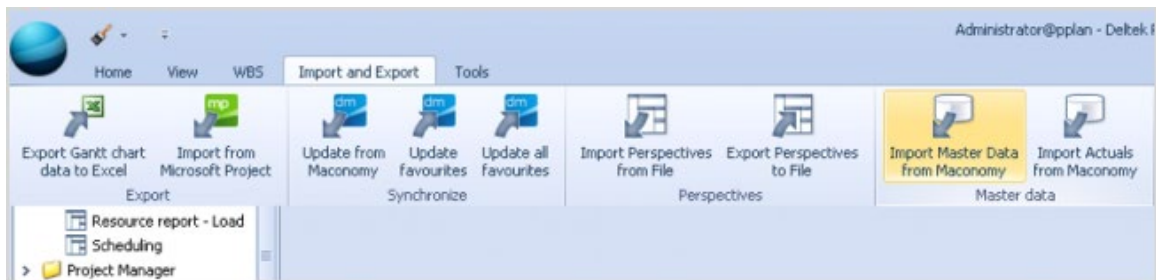 Administrator@pplan - Deltek
Home View WBS Import and Export Tools
mp dm dm dm
Export Gantt chart data to Excel
Import from Microsoft Project
Update from Maconomy
Update favourites
Update all favourites
Import Perspectives from File
Export Perspectives to File
Import Master Data from Maconomy
Import Actuals from Maconomy
Export Synchronize Perspectives Master data
Resource report - Load
Scheduling
Project Manager